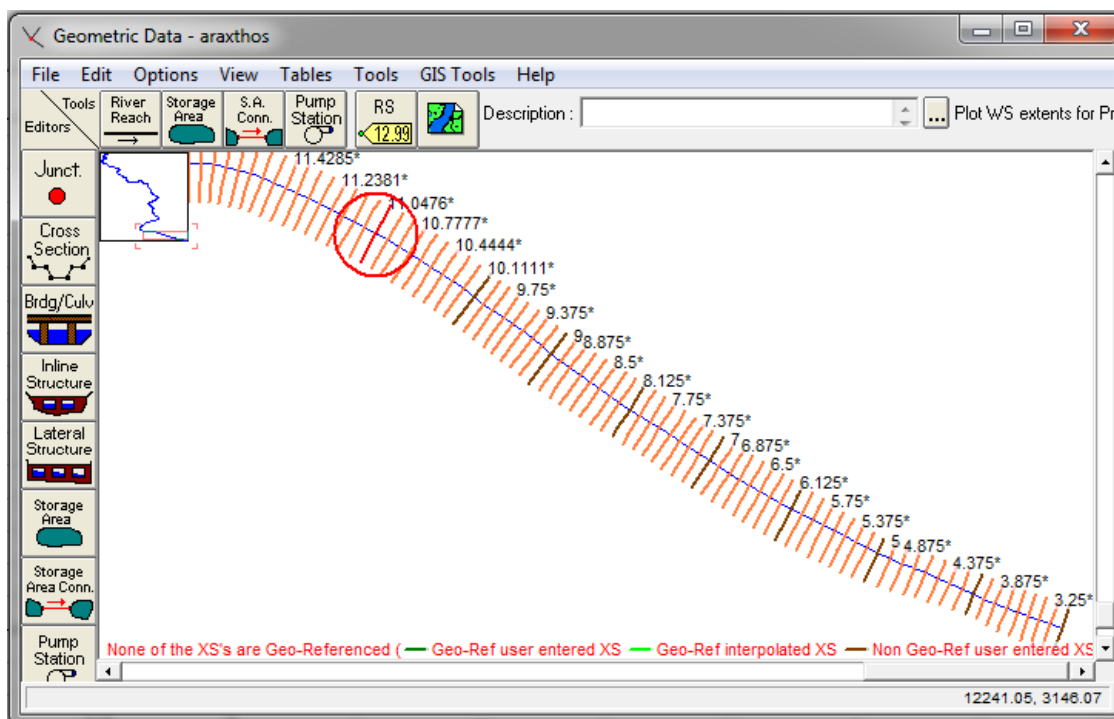 Geometric Data - araxthos
File Edit Options View Tables Tools GIS Tools Help
Tools
Editors
River
Reach
Storage
Area
S.A.
Conn.
Pump
Station
RS
12.99
Description :
...
Plot WS extents for Pr
Junct.
Cross
Section
Brdg/Culv
Inline
Structure
Lateral
Structure
Storage
Area
Storage
Area Conn.
Pump
Station
11.4285*
11.2381*
11.0476*
10.7777*
10.4444*
10.1111*
9.75*
9.375*
9
8.875*
8.5*
8.125*
7.75*
7.375*
7
6.875*
6.5*
6.125*
5.75*
5.375*
5
4.875*
4.375*
3.875*
3.25*
None of the XS's are Geo-Referenced ( Geo-Ref user entered XS Geo-Ref interpolated XS Non Geo-Ref user entered XS
12241.05, 3146.07